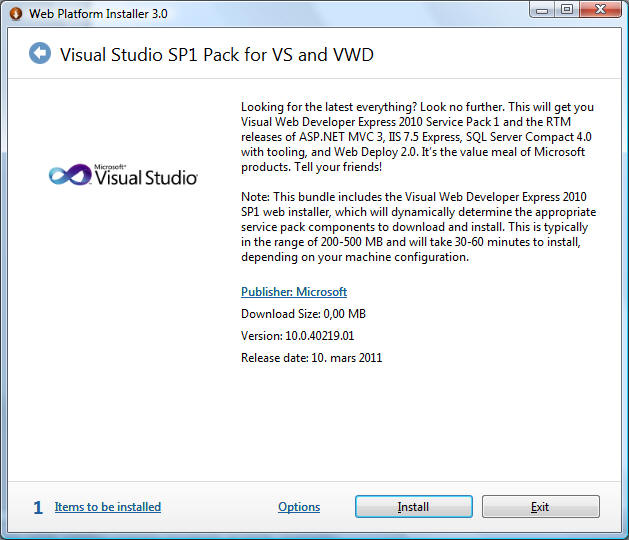 Web Platform Installer 3.0
Visual Studio SP1 Pack for VS and VWD
Looking for the latest everything? Look no further. This will get you
Visual Web Developer Express 2010 Service Pack 1 and the RTM
releases of ASP.NET MVC 3, IIS 7.5 Express, SQL Server Compact 4.0
with tooling, and Web Deploy 2.0. It's the value meal of Microsoft
products. Tell your friends!
Microsoft®
Visual Studio®
Note: This bundle includes the Visual Web Developer Express 2010
SP1 web installer, which will dynamically determine the appropriate
service pack components to download and install. This is typically
in the range of 200-500 MB and will take 30-60 minutes to install,
depending on your machine configuration.
Publisher: Microsoft
Download Size: 0,00 MB
Version: 10.0.40219.01
Release date: 10. mars 2011
1 Items to be installed Options Install Exit